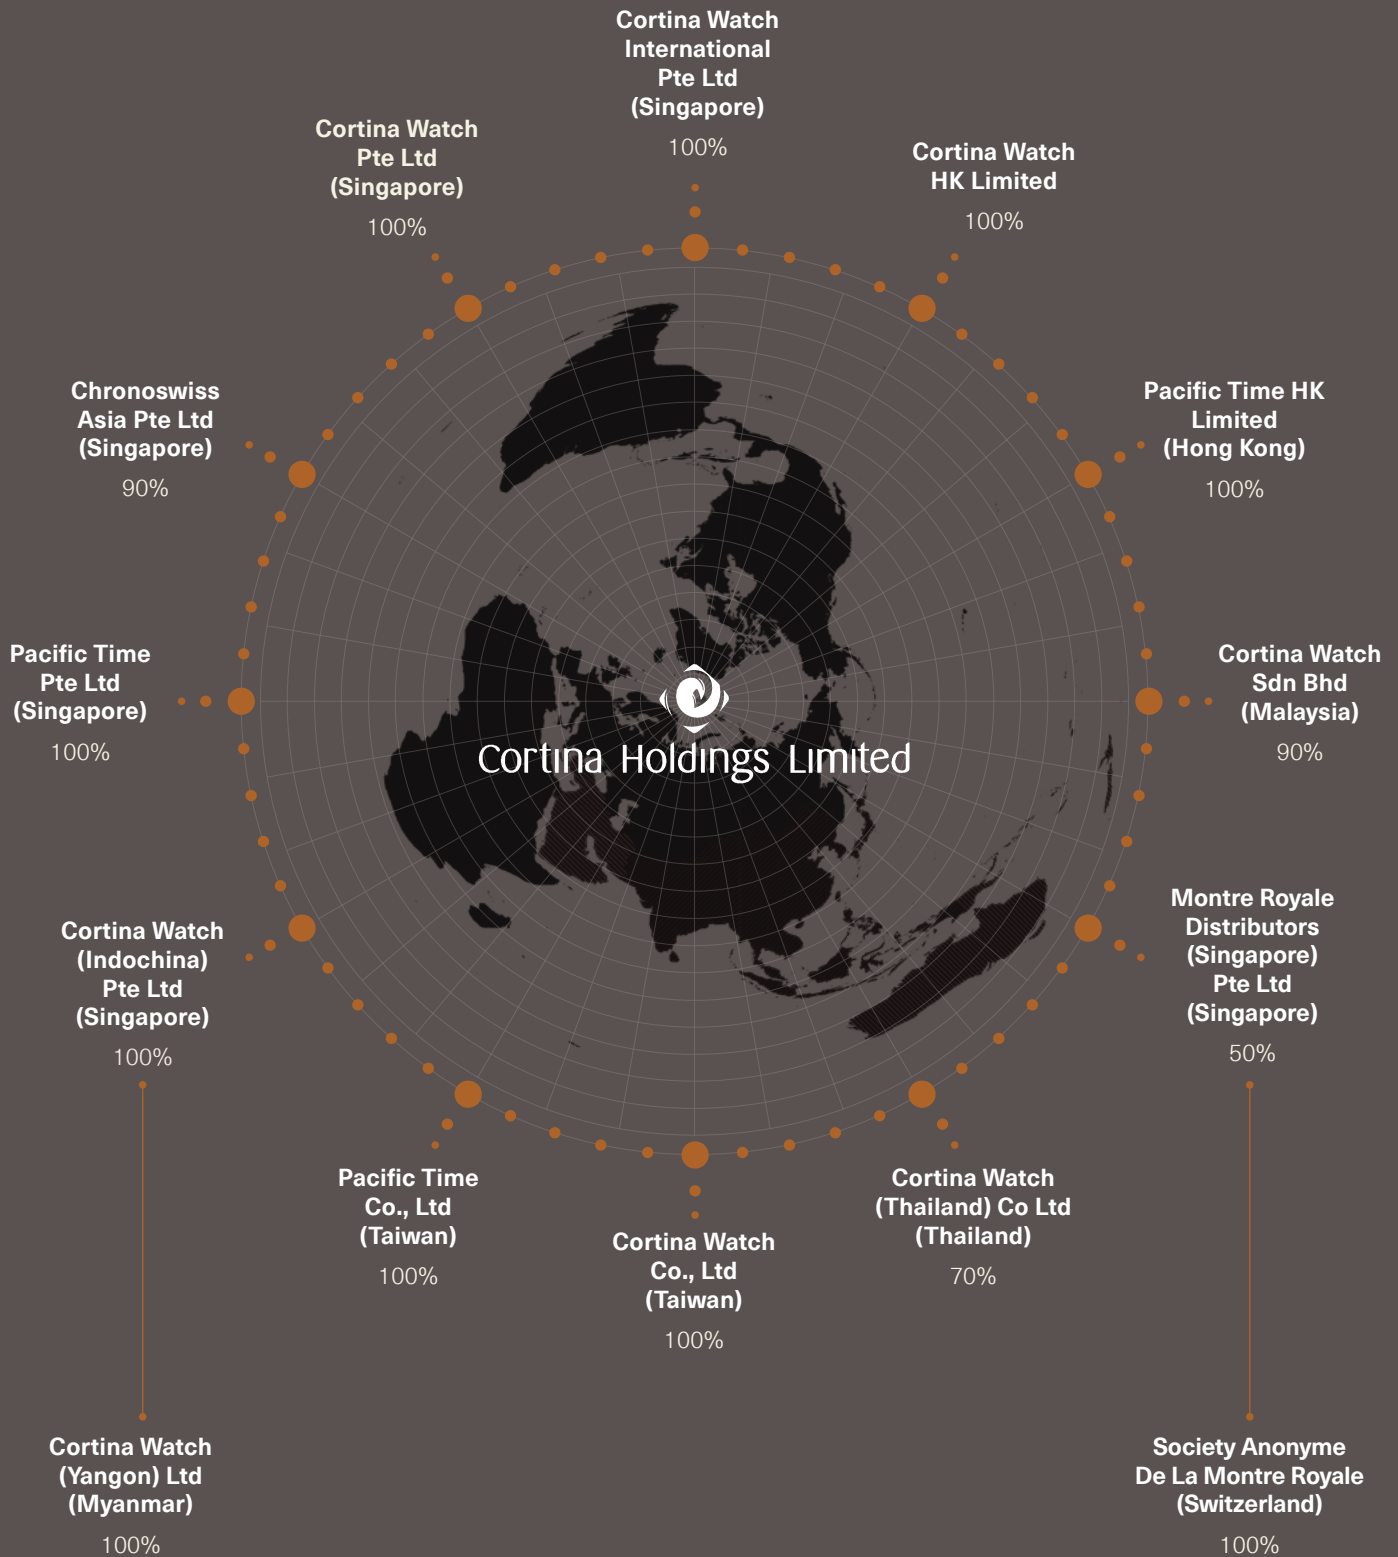 Cortina Watch
International
Pte Ltd
(Singapore)
100%
Cortina Watch
HK Limited
100%
Pacific Time HK
Limited
(Hong Kong)
100%
Cortina Watch
Sdn Bhd
(Malaysia)
90%
Montre Royale
Distributors
(Singapore)
Pte Ltd
(Singapore)
50%
Society Anonyme
De La Montre Royale
(Switzerland)
100%
Cortina Watch
(Thailand) Co Ltd
(Thailand)
70%
Cortina Watch
Co., Ltd
(Taiwan)
100%
Pacific Time
Co., Ltd
(Taiwan)
100%
Cortina Watch
(Indochina)
Pte Ltd
(Singapore)
100%
Cortina Watch
(Yangon) Ltd
(Myanmar)
100%
Pacific Time
Pte Ltd
(Singapore)
100%
Chronoswiss
Asia Pte Ltd
(Singapore)
90%
Cortina Watch
Pte Ltd
(Singapore)
100%
Cortina Holdings Limited